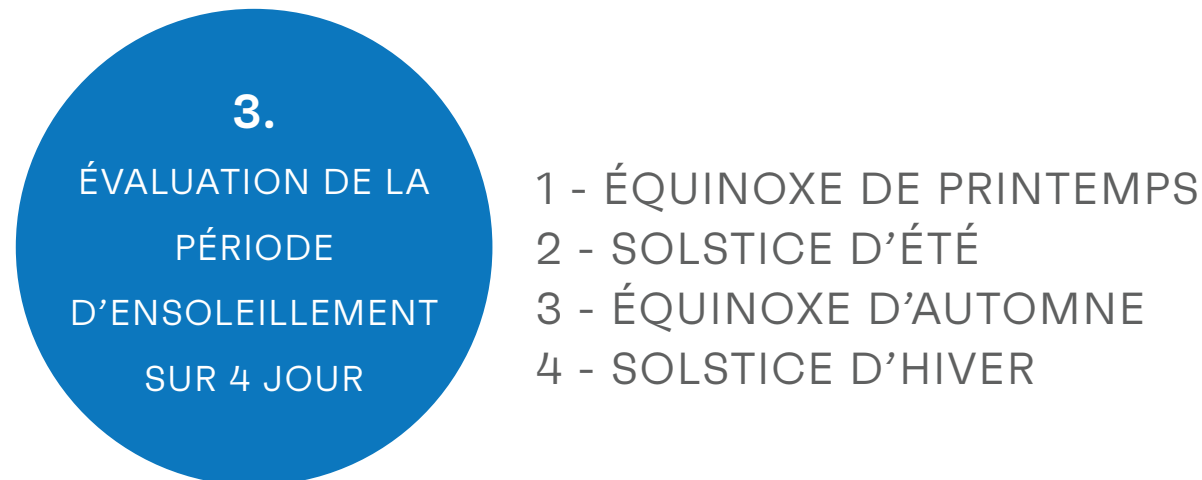 3.
ÉVALUATION DE LA
PÉRIODE
D’ENSOLEILLEMENT
SUR 4 JOUR
1 - ÉQUINOXE DE PRINTEMPS
2 - SOLSTICE D’ÉTÉ
3 - ÉQUINOXE D’AUTOMNE
4 - SOLSTICE D’HIVER